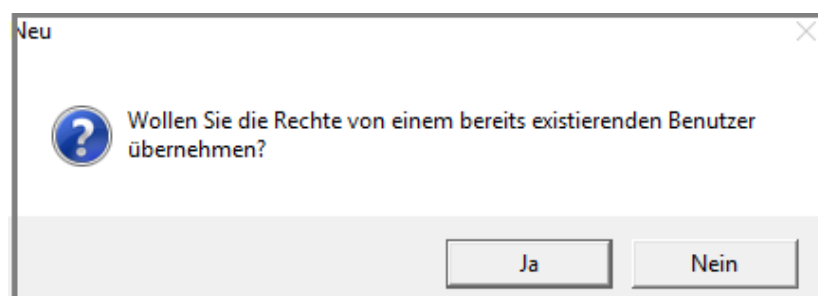 Neu
Wollen Sie die Rechte von einem bereits existierenden Benutzer
übernehmen?
Ja
Nein